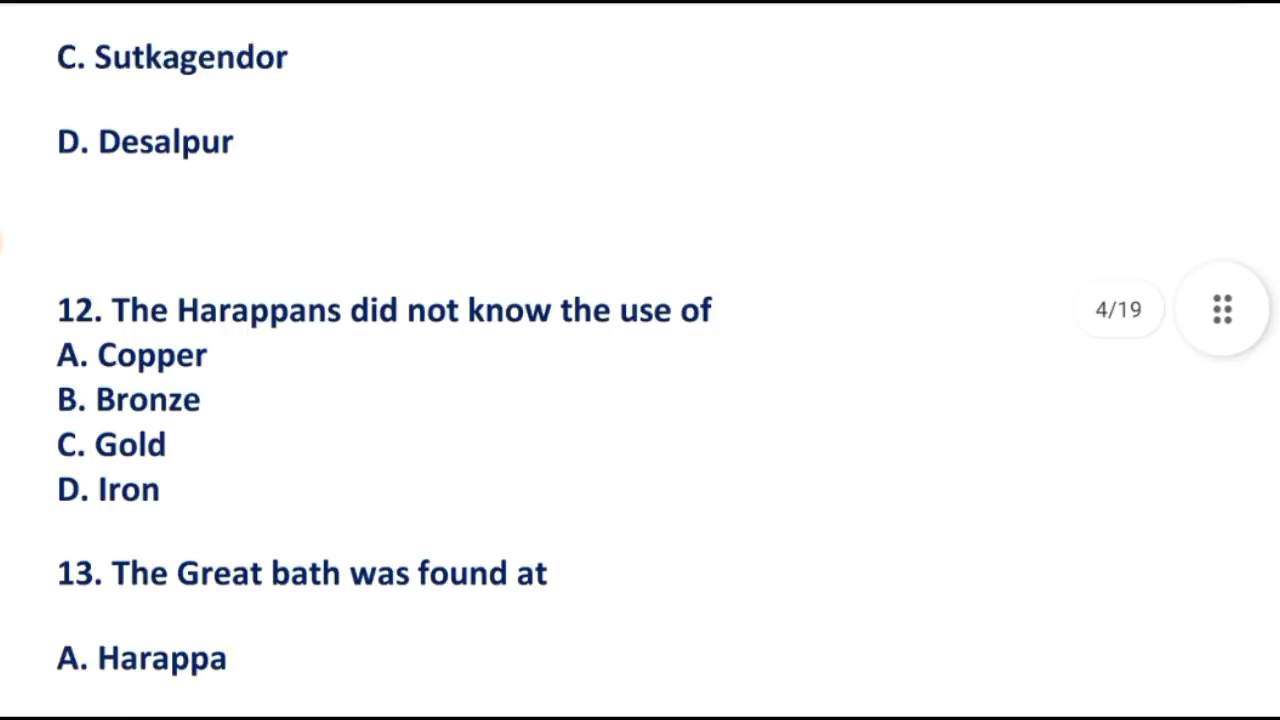 C. Sutkagendor
D. Desalpur
12. The Harappans did not know the use of
4/19
A. Copper
B. Bronze
C. Gold
D. Iron
13. The Great bath was found at
A. Harappa